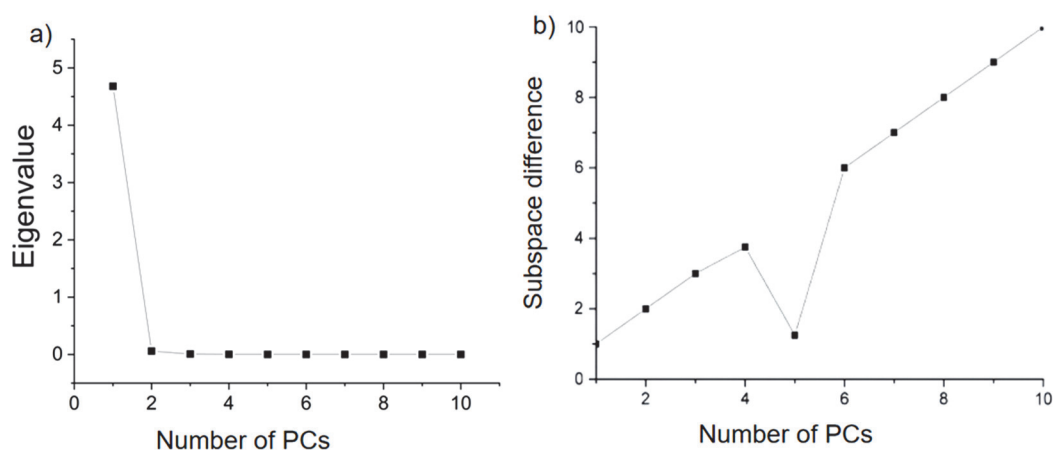 a)
Eigenvalue
5
4
3
2
1
0
0 2 4 6 8 10
Number of PCs
b)
Subspace difference
10
8
6
4
2
0
2 4 6 8 10
Number of PCs